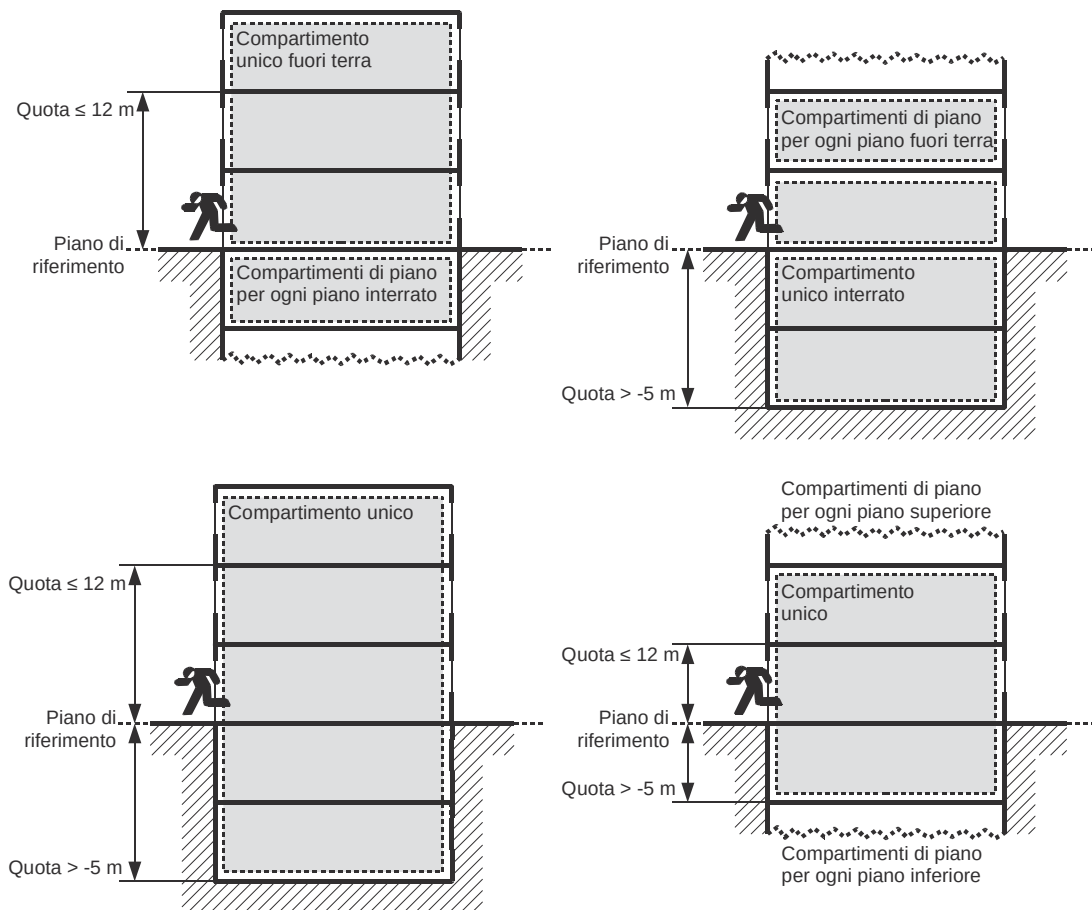 Compartimento
unico fuori terra
Quota ≤ 12 m
Piano di
riferimento
Compartimenti di piano
per ogni piano interrato
Compartimenti di piano
per ogni piano fuori terra
Piano di
riferimento
Compartimento
unico interrato
Quota > -5 m
Compartimento unico
Quota ≤ 12 m
Piano di
riferimento
Quota > -5 m
Compartimenti di piano
per ogni piano superiore
Compartimento
unico
Quota ≤ 12 m
Piano di
riferimento
Quota > -5 m
Compartimenti di piano
per ogni piano inferiore